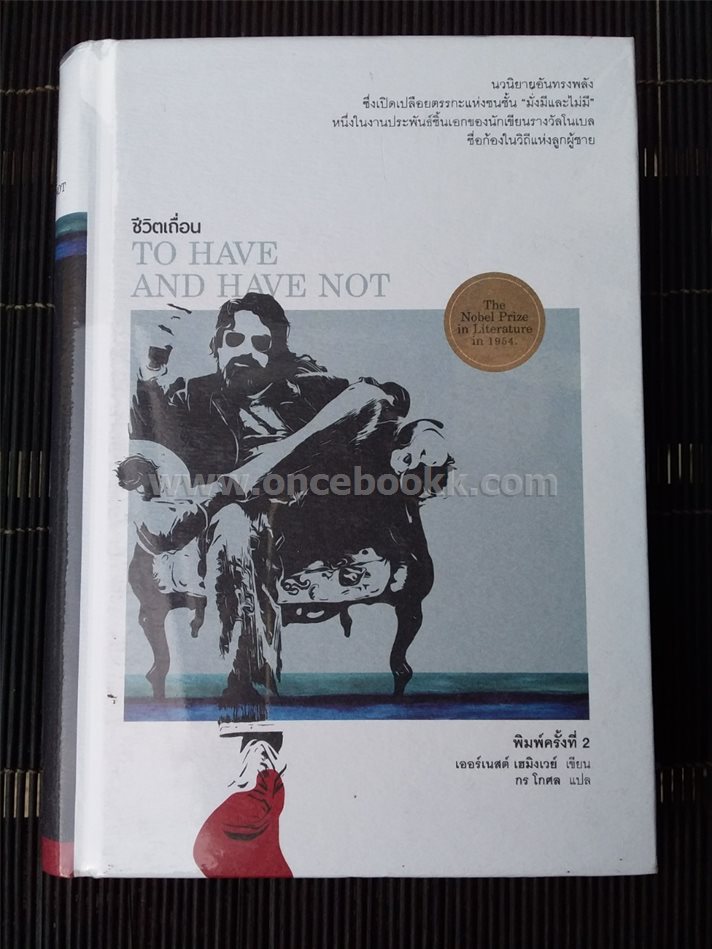 นวนิยายอันทรงพลัง
ซึ่งเปิดเปลือยตรรกะแห่งชนชั้น “มั่งมีและไม่มี”
หนึ่งในงานประพันธ์ชิ้นเอกของนักเขียนรางวัลโนเบล
ชื่อก้องในวิถีแห่งลูกผู้ชาย
ชีวิตเถื่อน
TO HAVE
AND HAVE NOT
The
Nobel Prize
in Literature
in 1954.
www.oncebookk.com
พิมพ์ครั้งที่ 2
เออร์เนสต์ เฮมิงเวย์ เขียน
กร โกศล แปล